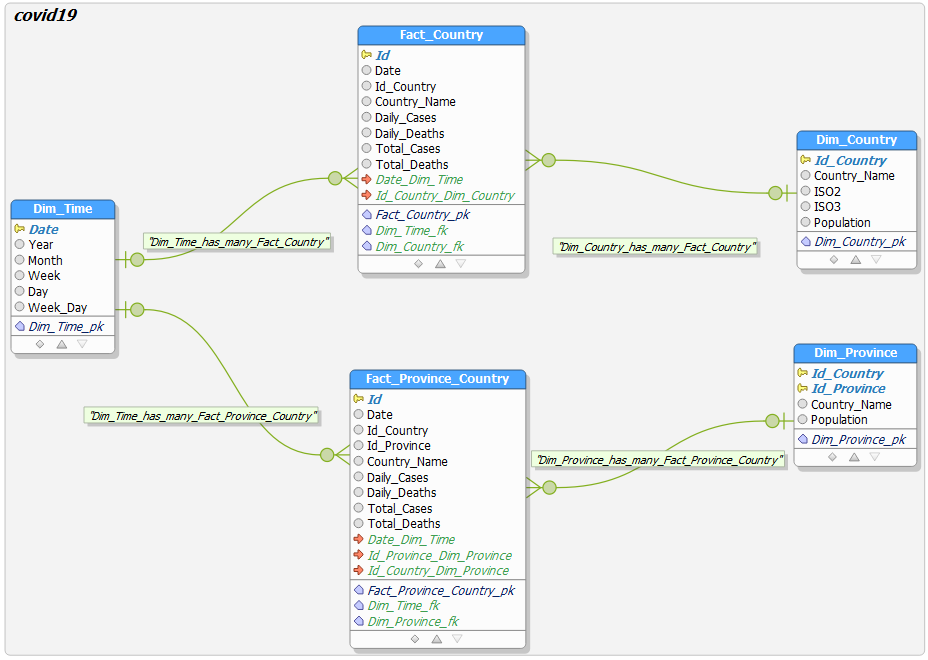 covid19
Fact_Country
Id
Date
Id_Country
Country_Name
Daily_Cases
Daily_Deaths
Total_Cases
Total_Deaths
Date_Dim_Time
Id_Country_Dim_Country
Fact_Country_pk
Dim_Time_fk
Dim_Country_fk
Dim_Country
Id_Country
Country_Name
ISO2
ISO3
Population
Dim_Country_pk
Dim_Time
Date
Year
Month
Week
Day
Week_Day
Dim_Time_pk
"Dim_Time_has_many_Fact_Country"
"Dim_Country_has_many_Fact_Country"
Dim_Province
Id_Country
Id_Province
Country_Name
Population
Dim_Province_pk
Fact_Province_Country
Id
Date
Id_Country
Id_Province
Country_Name
Daily_Cases
Daily_Deaths
Total_Cases
Total_Deaths
Date_Dim_Time
Id_Province_Dim_Province
Id_Country_Dim_Province
Fact_Province_Country_pk
Dim_Time_fk
Dim_Province_fk
"Dim_Time_has_many_Fact_Province_Country"
"Dim_Province_has_many_Fact_Province_Country"